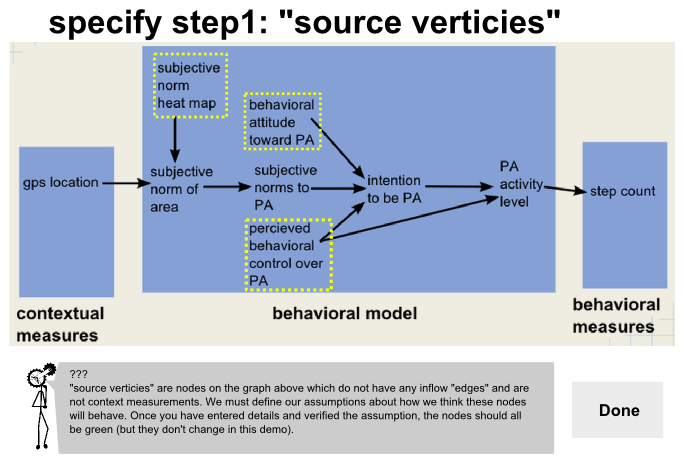 specify step1: "source verticies"
subjective
norm
heat map
behavioral
attitude
toward PA
gps location
subjective
norm of
area
subjective
norms to
PA
intention
to be PA
PA
activity
level
step count
percieved
behavioral
control over
PA
contextual
measures
behavioral model
behavioral
measures
???
"source verticies" are nodes on the graph above which do not have any inflow "edges" and are
not context measurements. We must define our assumptions about how we think these nodes
will behave. Once you have entered details and verified the assumption, the nodes should all
be green (but they don't change in this demo).
Done